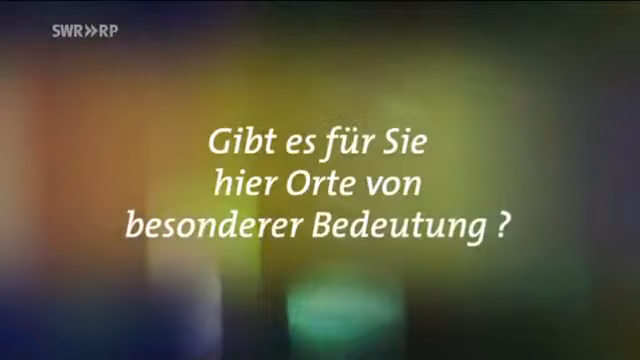 SWR»RP
Gibt es für Sie
hier Orte von
besonderer Bedeutung ?